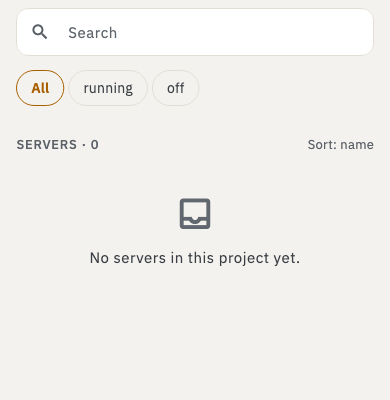 Search
All
running
off
SERVERS · 0
Sort: name
No servers in this project yet.